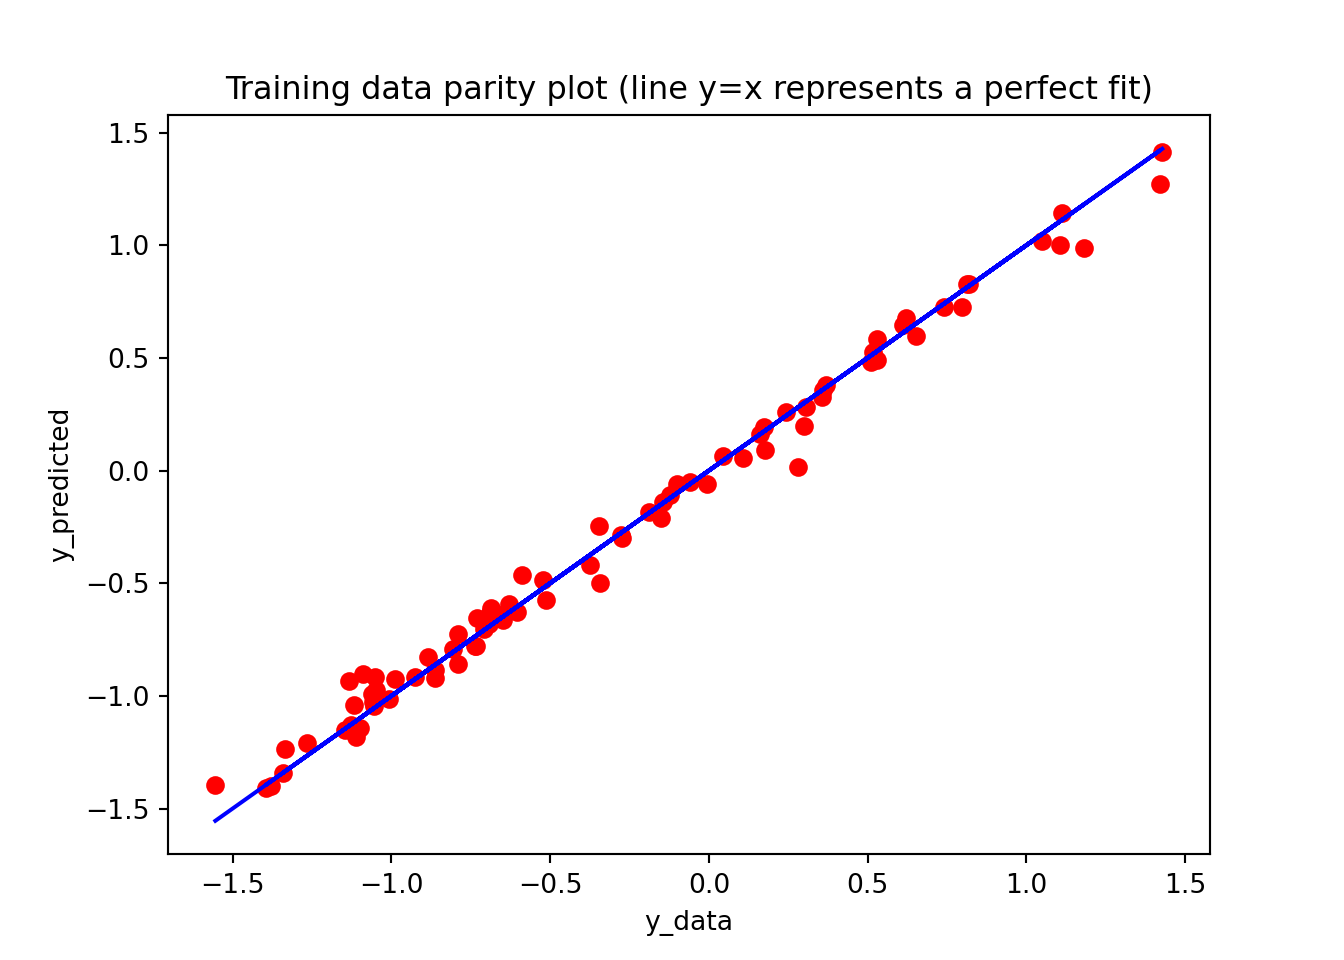 Training data parity plot (line y=x represents a perfect fit)
1.5
1.0
0.5
0.0
−0.5
−1.0
−1.5
y_predicted
−1.5 −1.0 −0.5 0.0 0.5 1.0 1.5
y_data